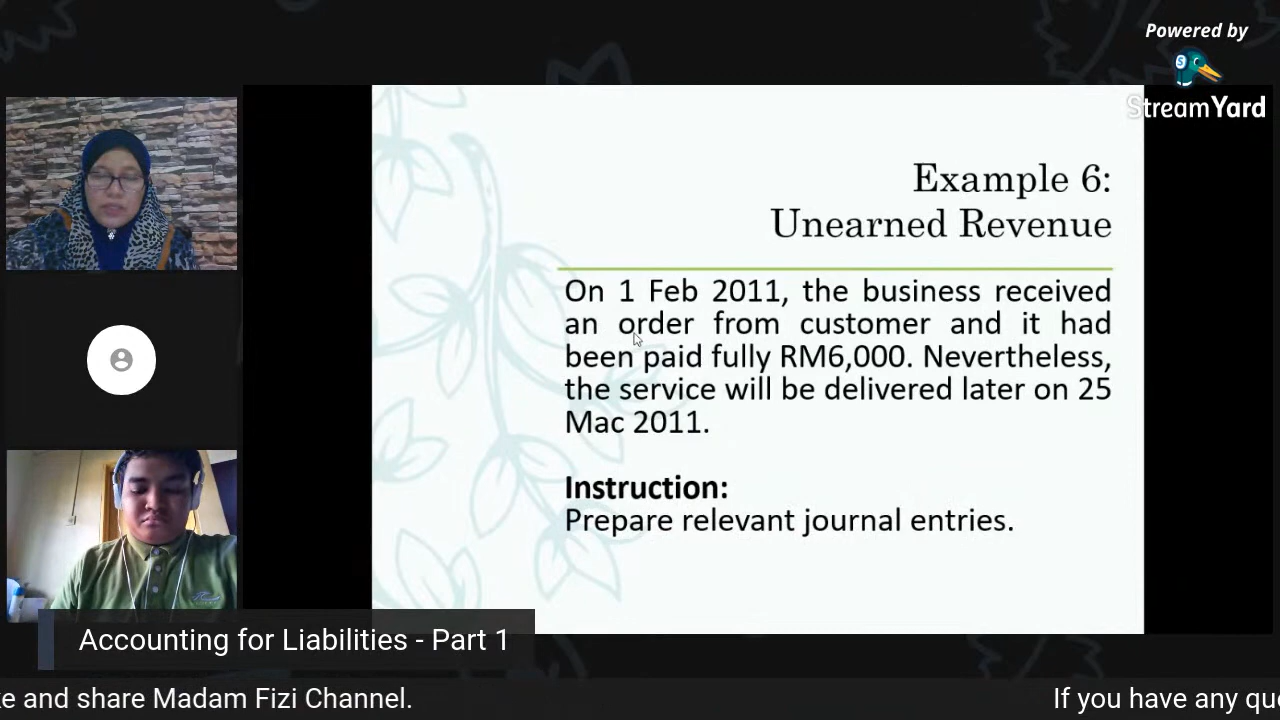 Powered by
StreamYard
Example 6:
Unearned Revenue
On 1 Feb 2011, the business received
an order from customer and it had
been paid fully RM6,000. Nevertheless,
the service will be delivered later on 25
Mac 2011.
Instruction:
Prepare relevant journal entries.
Accounting for Liabilities - Part 1
and share Madam Fizi Channel.
If you have any